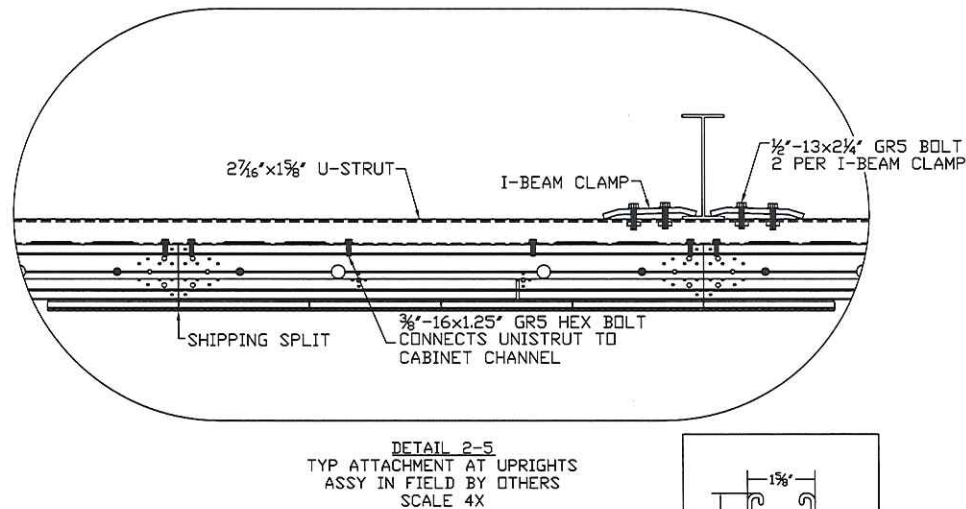 ½"-13x2¼" GR5 BOLT
2 PER I-BEAM CLAMP
2⁷⁄₁₆"x1⅝" U-STRUT
I-BEAM CLAMP
SHIPPING SPLIT
⅜"-16x1.25" GR5 HEX BOLT
CONNECTS UNISTRUT TO
CABINET CHANNEL
DETAIL 2-5
TYP ATTACHMENT AT UPRIGHTS
ASSY IN FIELD BY OTHERS
SCALE 4X
1⅝"